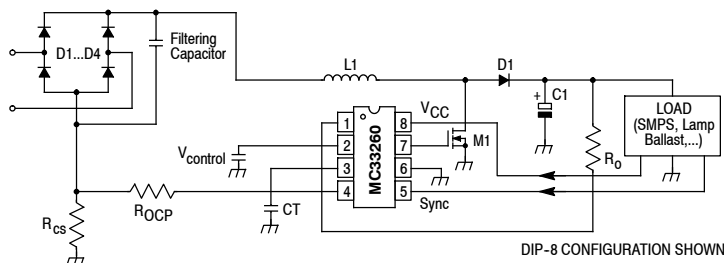 D1...D4
Filtering
Capacitor
L1
D1
+
C1
LOAD
(SMPS, Lamp
Ballast,...)
VCC
M1
Ro
Vcontrol
1
2
3
4
MC33260
8
7
6
5
Sync
ROCP
CT
Rcs
DIP-8 CONFIGURATION SHOWN